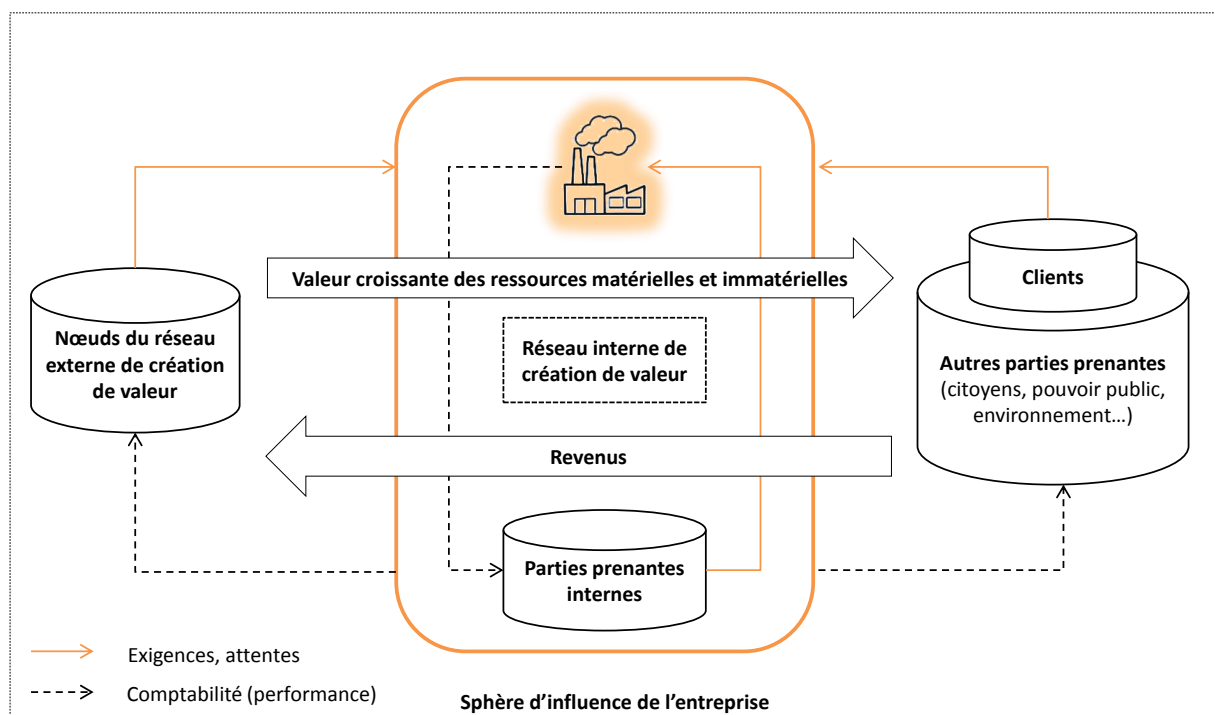 Valeur croissante des ressources matérielles et immatérielles
Clients
Nœuds du réseau
externe de création
de valeur
Réseau interne de
création de valeur
Autres parties prenantes
(citoyens, pouvoir public,
environnement…)
Revenus
Parties prenantes
internes
Exigences, attentes
Comptabilité (performance)
Sphère d’influence de l’entreprise